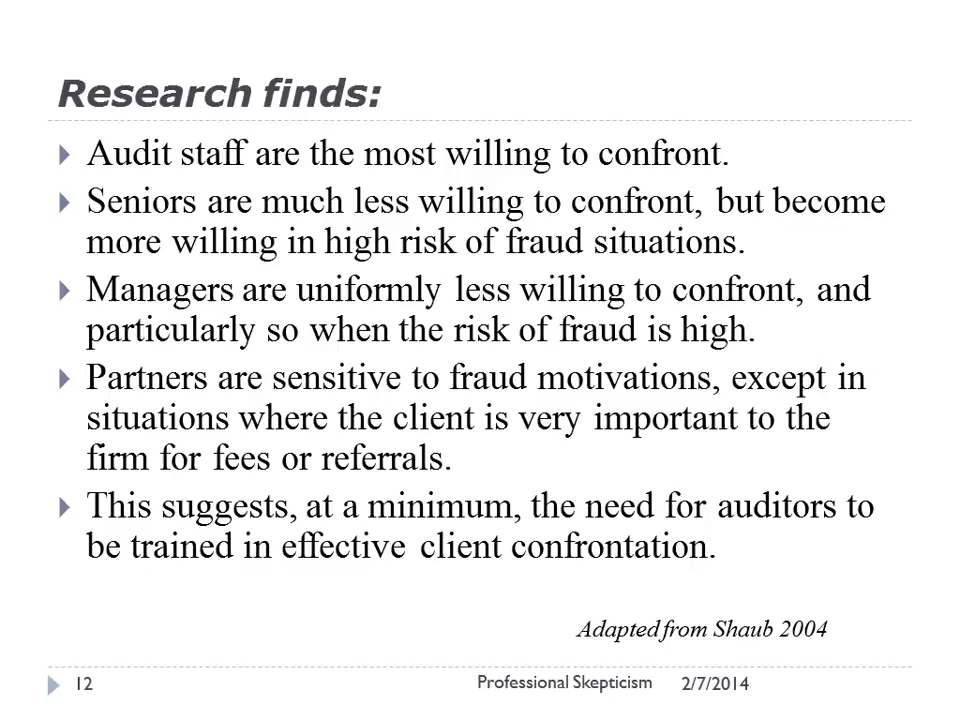 Research finds:
Audit staff are the most willing to confront.
Seniors are much less willing to confront, but become
more willing in high risk of fraud situations.
Managers are uniformly less willing to confront, and
particularly so when the risk of fraud is high.
Partners are sensitive to fraud motivations, except in
situations where the client is very important to the
firm for fees or referrals.
This suggests, at a minimum, the need for auditors to
be trained in effective client confrontation.
Adapted from Shaub 2004
12 Professional Skepticism 2/7/2014